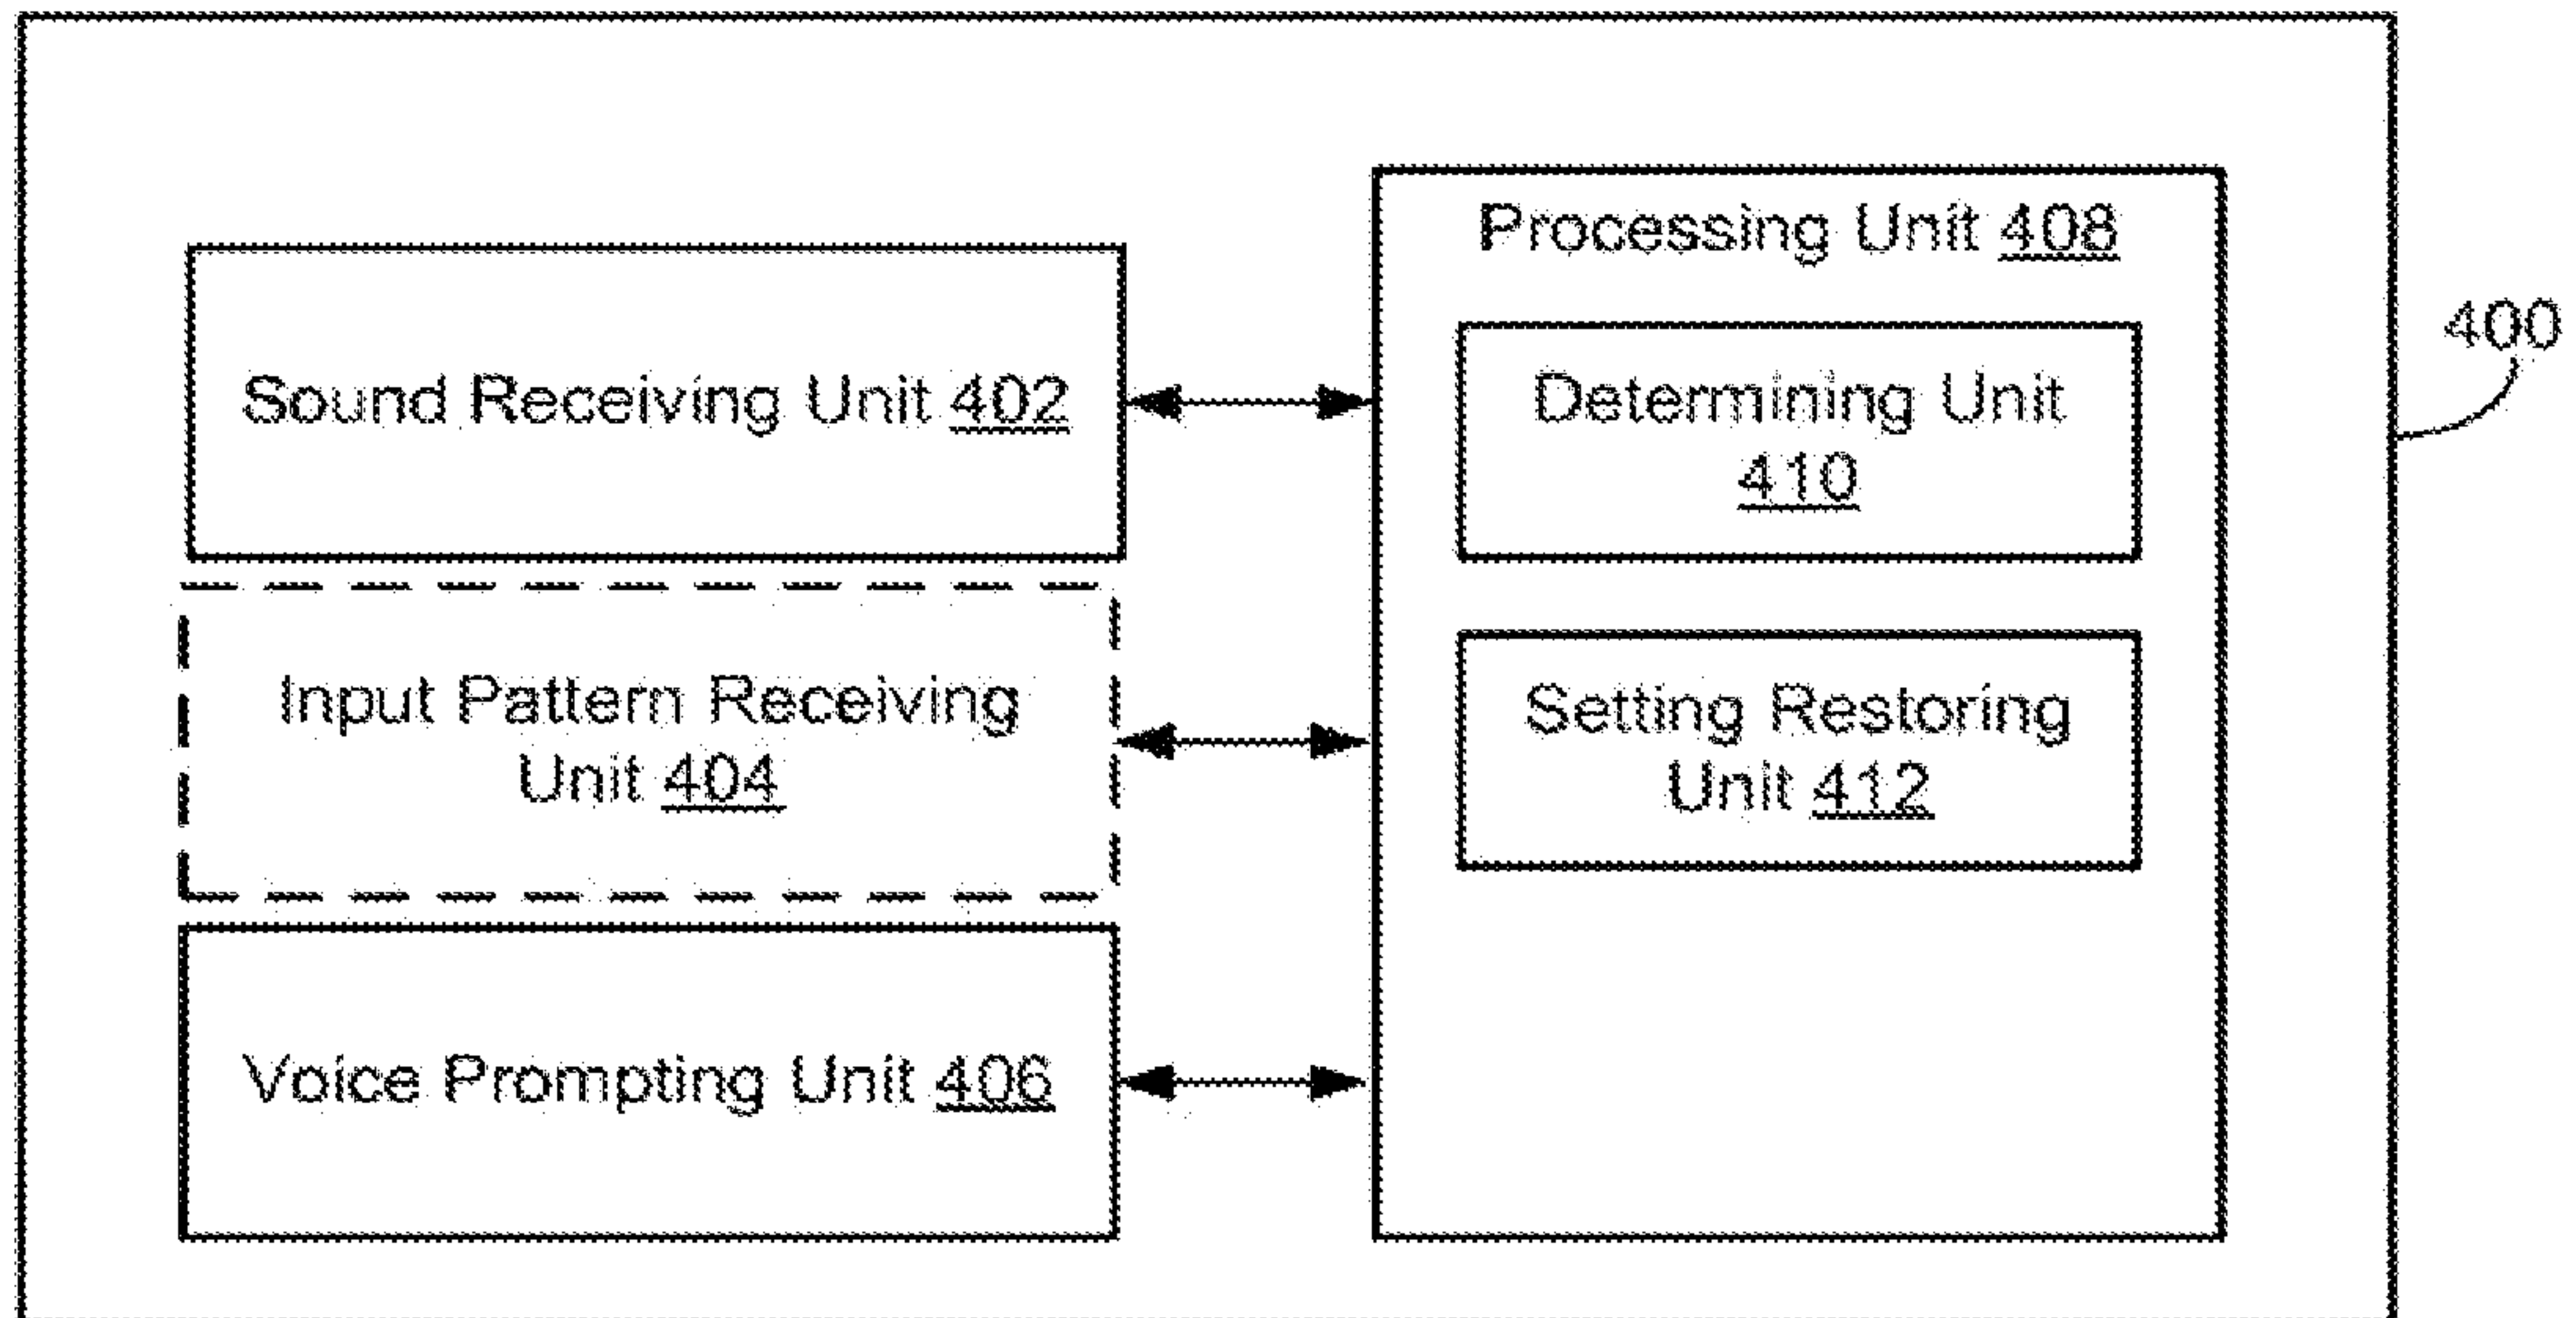 Processing Unit 408
400
Sound Receiving Unit 402
Determining Unit
410
Input Pattern Receiving
Unit 404
Setting Restoring
Unit 412
Voice Prompting Unit 406